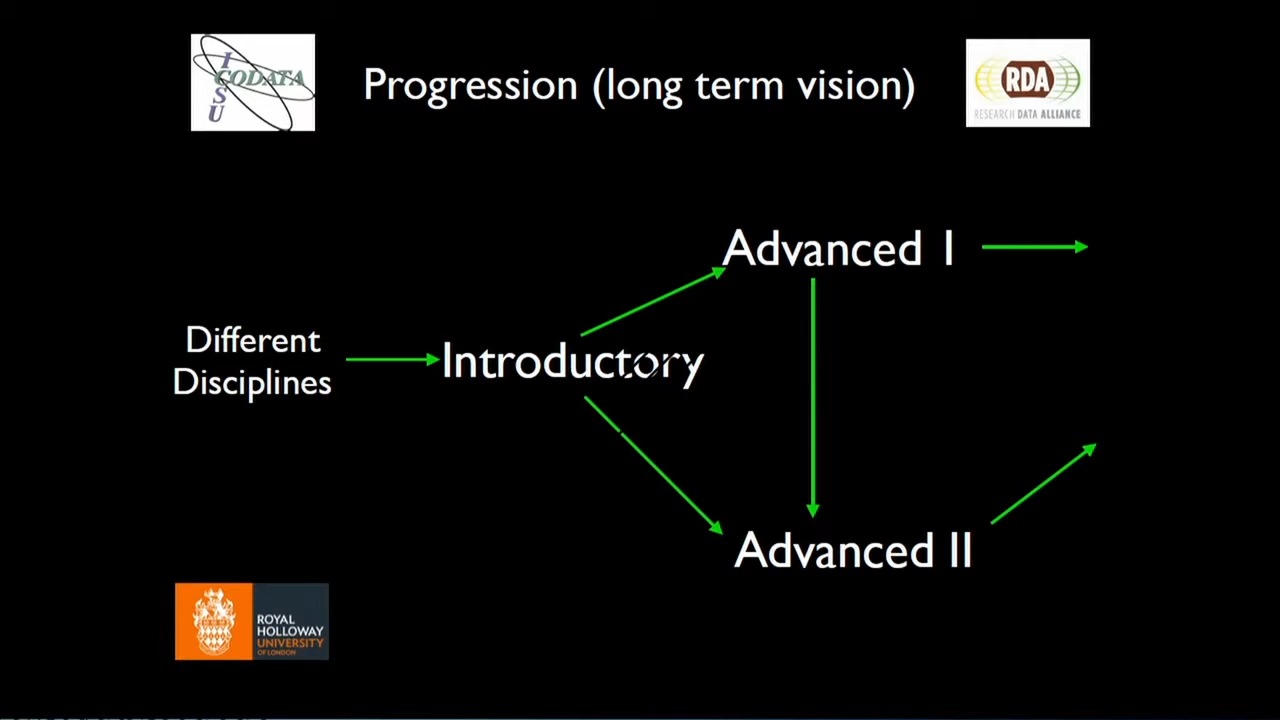 ICSU
CODATA
Progression (long term vision)
RDA
RESEARCH DATA ALLIANCE
Advanced I
Different
Disciplines
Introductory
Advanced II
ROYAL
HOLLOWAY
UNIVERSITY
OF LONDON